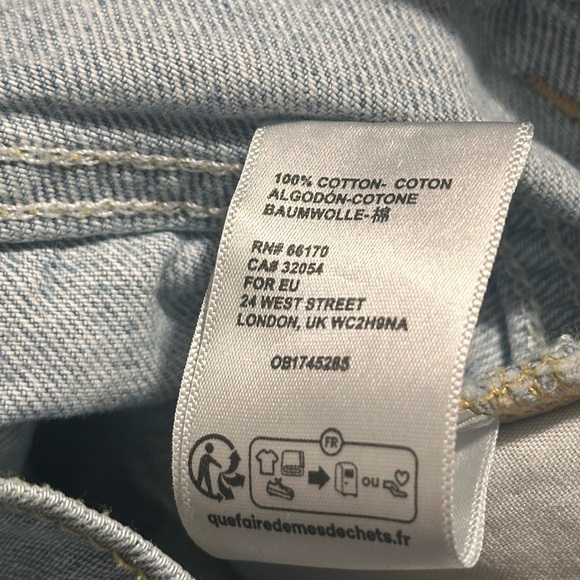 100% COTTON- COTON
ALGODÓN-COTONE
BAUMWOLLE-棉
RN# 66170
CA# 32054
FOR EU
24 WEST STREET
LONDON, UK WC2H9NA
OB1745285
FR
ou
quefairedemesdechets.fr